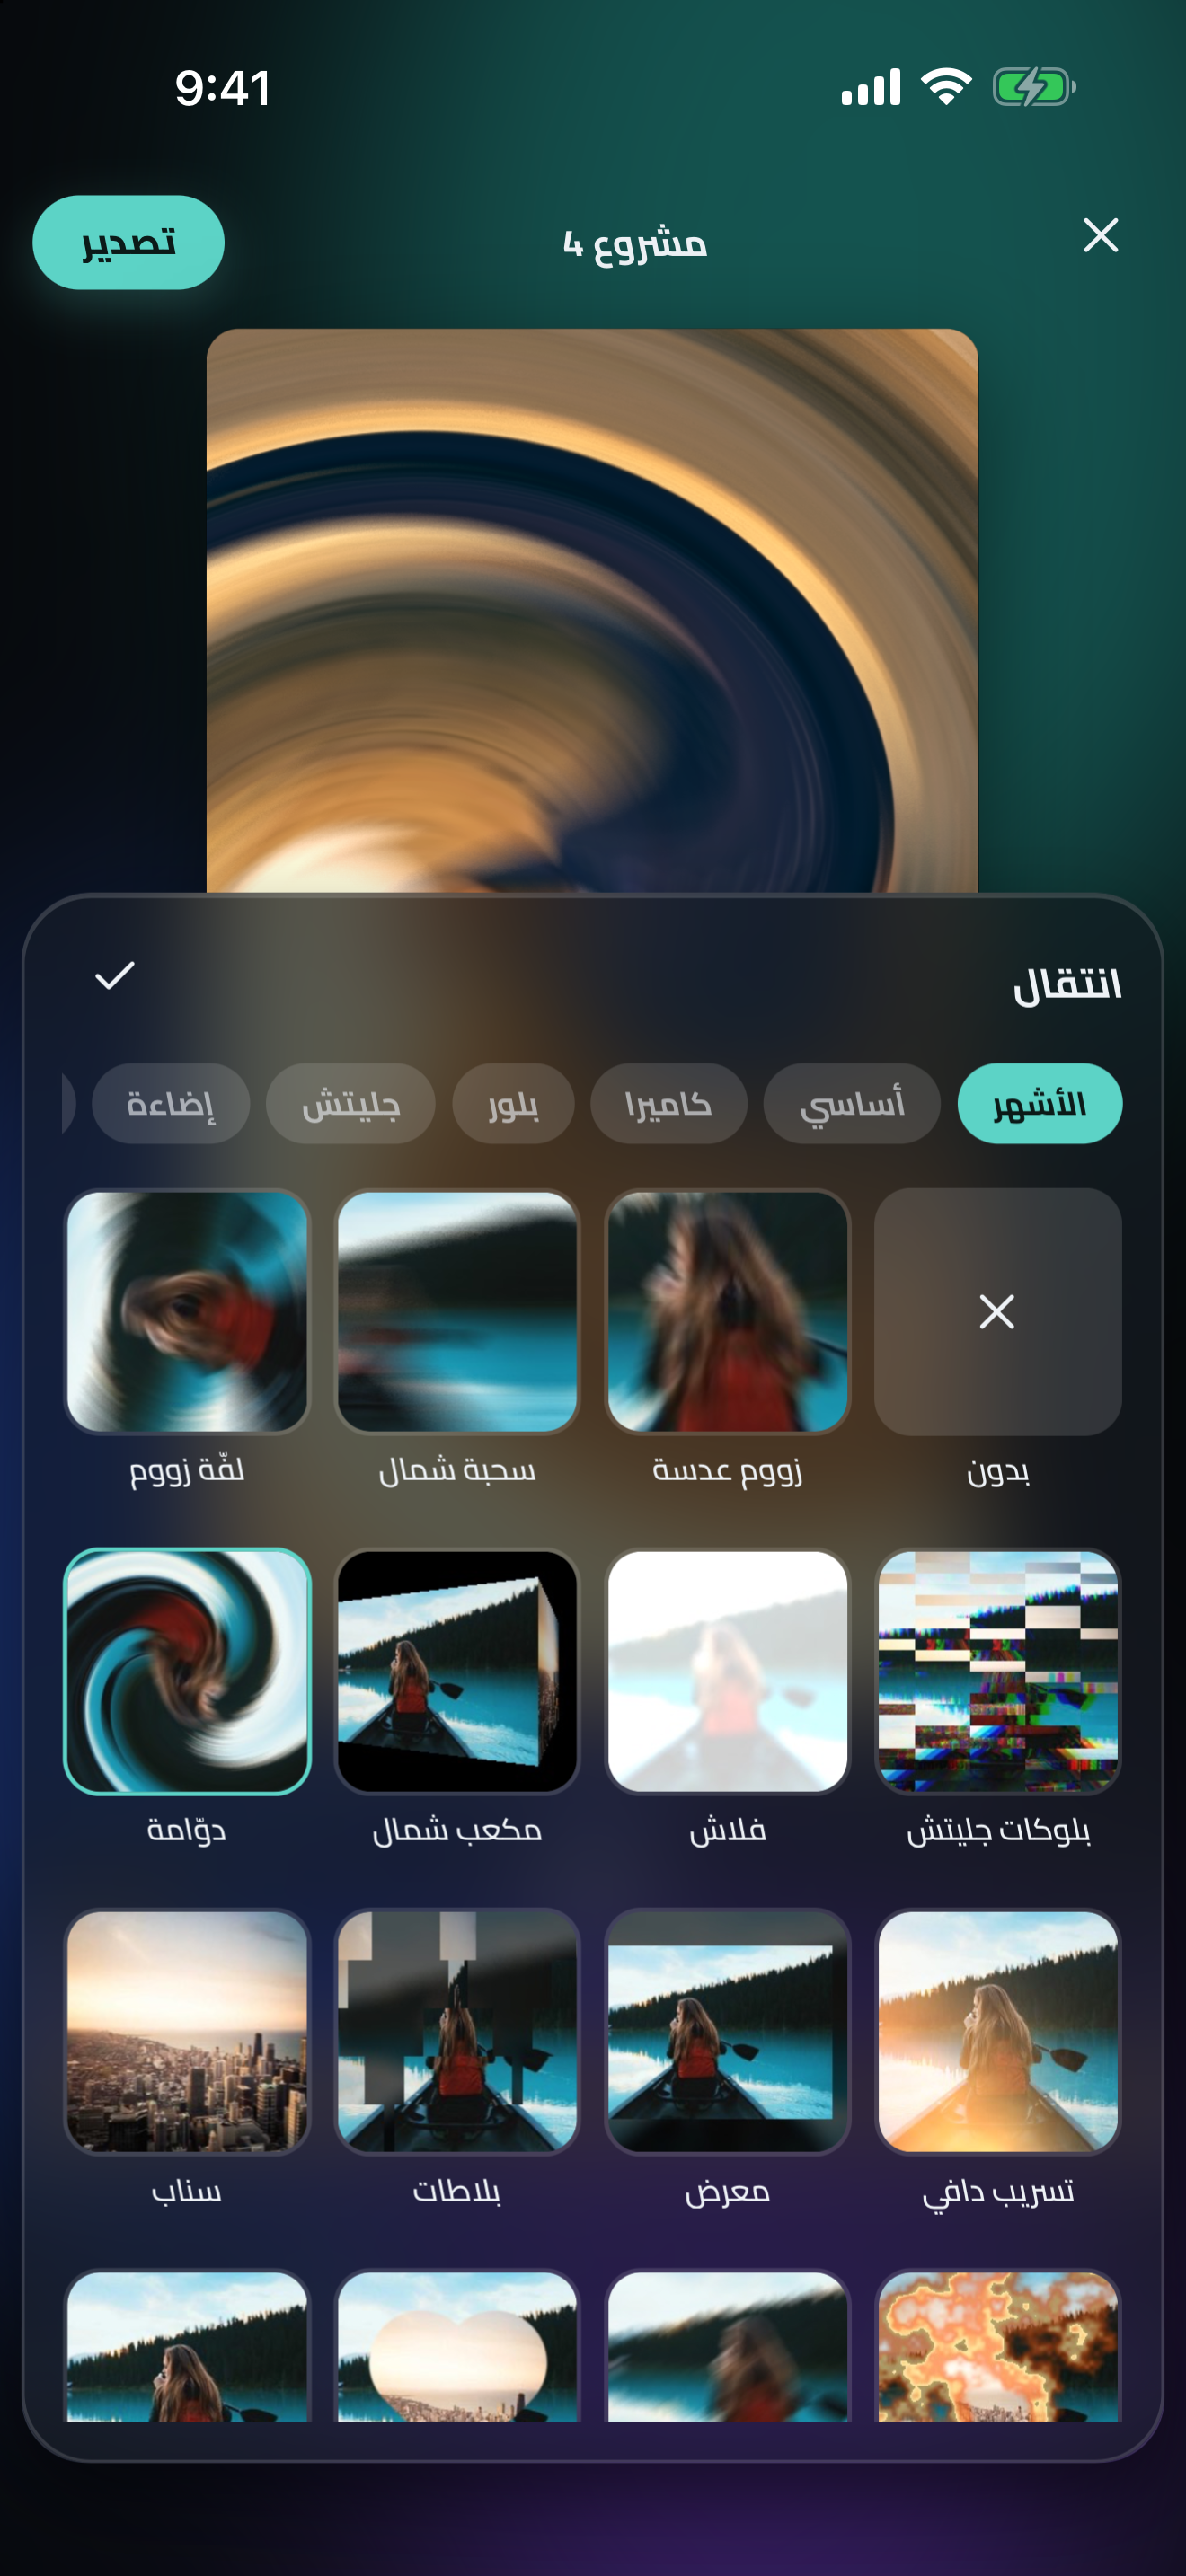 9:41
مشروع 4
تصدير
انتقال
الأشهر
أساسي
كاميرا
بلور
جليتش
إضاءة
بدون
زووم عدسة
سحبة شمال
لفّة زووم
بلوكات جليتش
فلاش
مكعب شمال
دوّامة
تسريب دافي
معرض
بلاطات
سناب